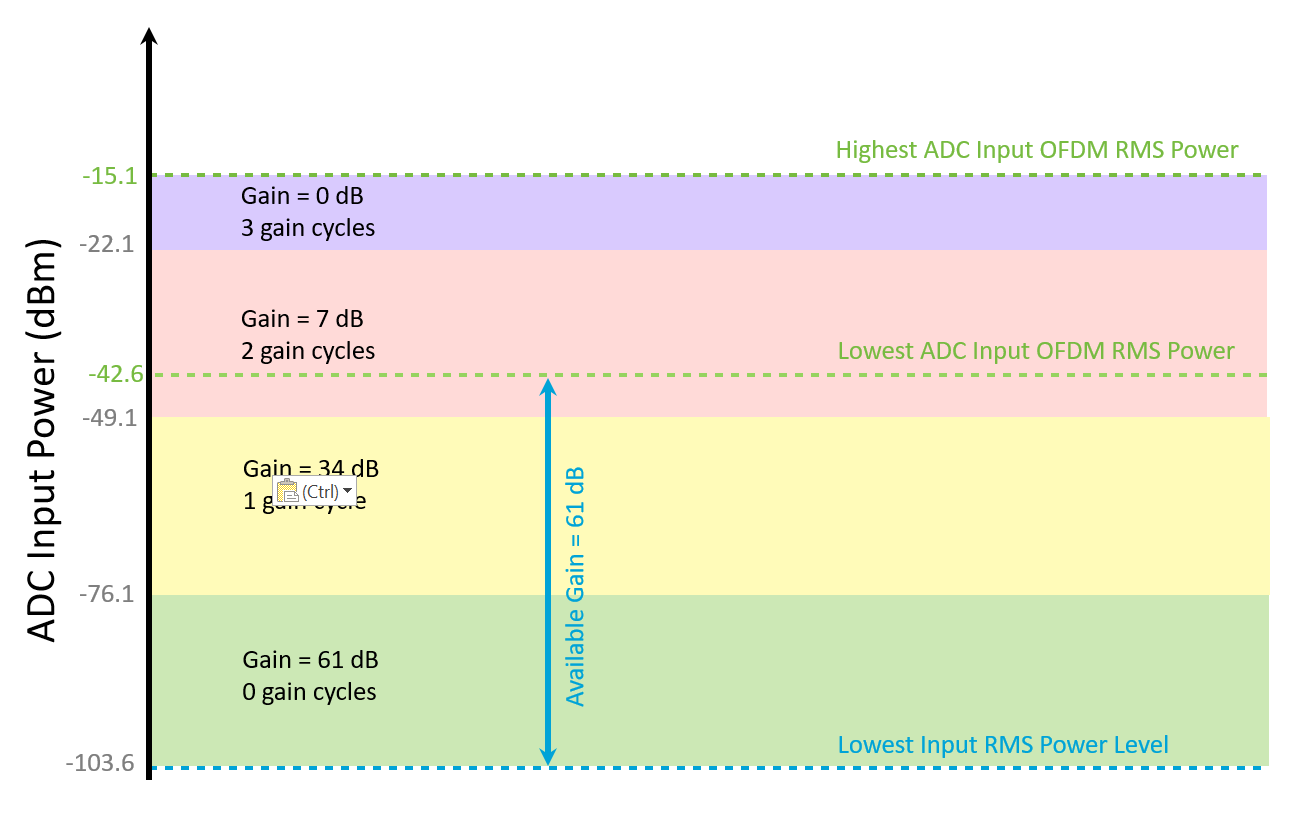 Highest ADC Input OFDM RMS Power
-15.1
Gain = 0 dB
3 gain cycles
-22.1
ADC Input Power (dBm)
Gain = 7 dB
2 gain cycles
Lowest ADC Input OFDM RMS Power
-42.6
-49.1
Gain = 34 dB
1 gain cycle
(Ctrl)
Available Gain = 61 dB
-76.1
Gain = 61 dB
0 gain cycles
Lowest Input RMS Power Level
-103.6